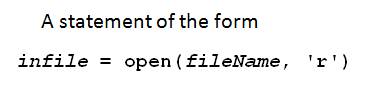 A statement of the form
infile = open(fileName, 'r')